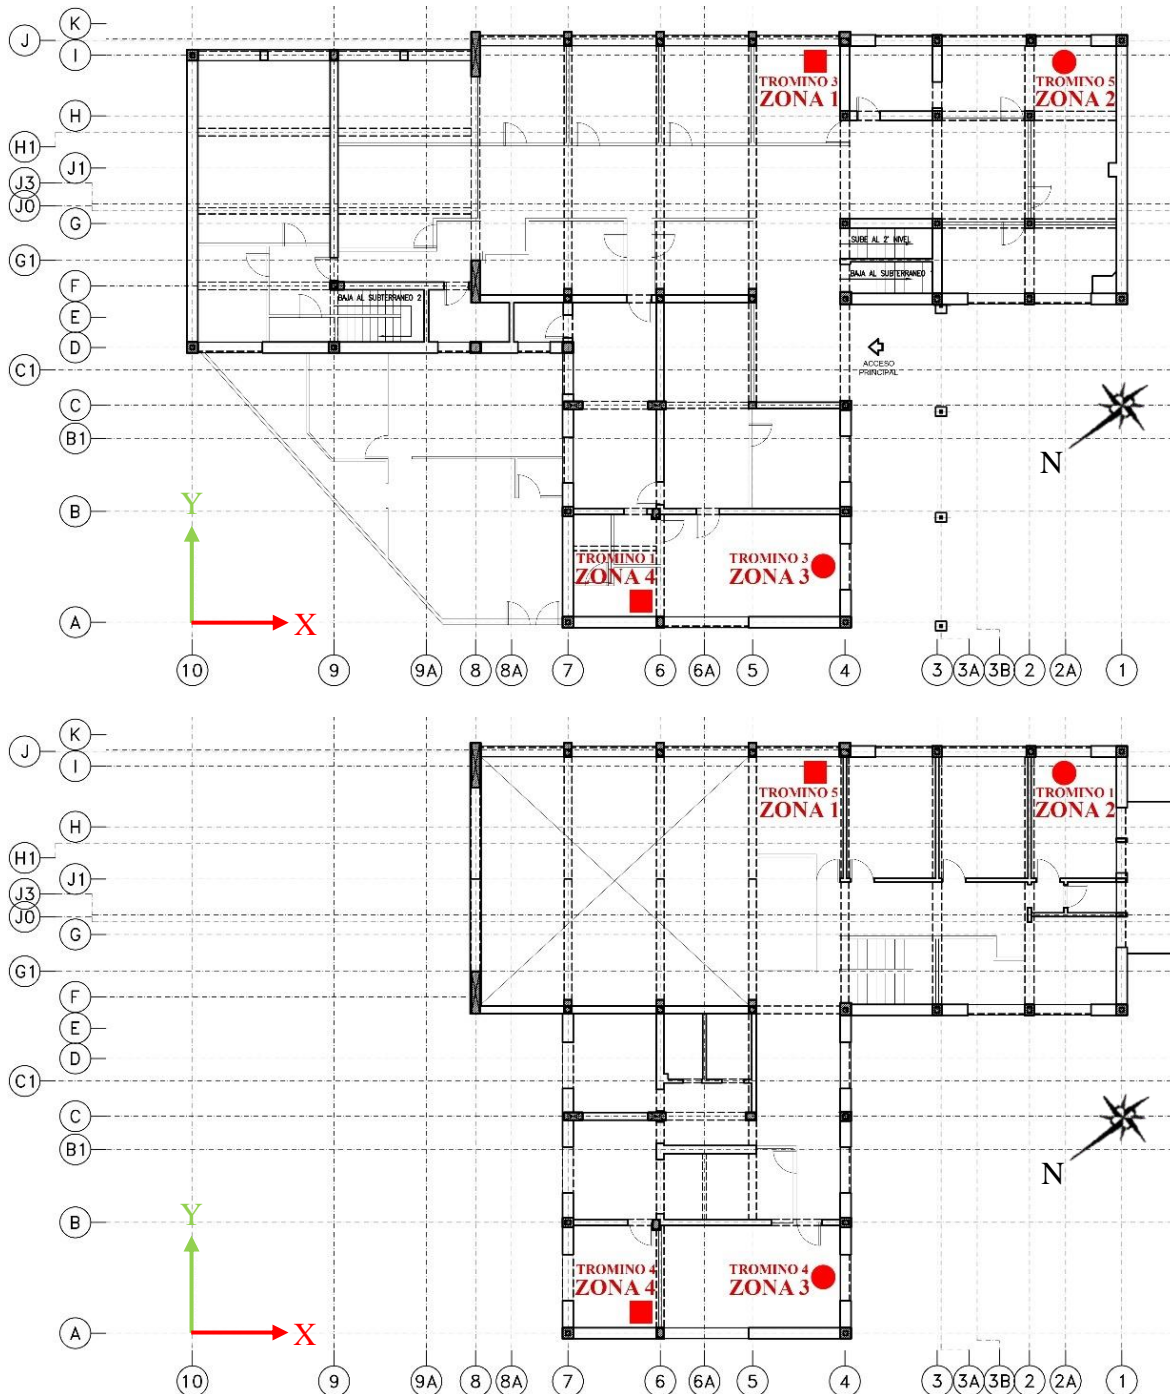 K
J
I
TROMINO 3
ZONA 1
TROMINO 5
ZONA 2
H
H1
J1
J3
J0
G
SUBE AL 2° NIVEL
G1
BAJA AL SUBTERRANEO 1
F
BAJA AL SUBTERRANEO 2
E
D
ACCESO
PRINCIPAL
C1
C
B1
N
B
Y
TROMINO 1
ZONA 4
TROMINO 3
ZONA 3
A
X
10 9 9A 8 8A 7 6 6A 5 4 3 3A 3B 2 2A 1
K
J
I
TROMINO 5
ZONA 1
TROMINO 1
ZONA 2
H
H1
J1
J3
J0
G
G1
F
E
D
C1
C
B1
N
B
Y
TROMINO 4
ZONA 4
TROMINO 4
ZONA 3
A
X
10 9 9A 8 8A 7 6 6A 5 4 3 3A 3B 2 2A 1